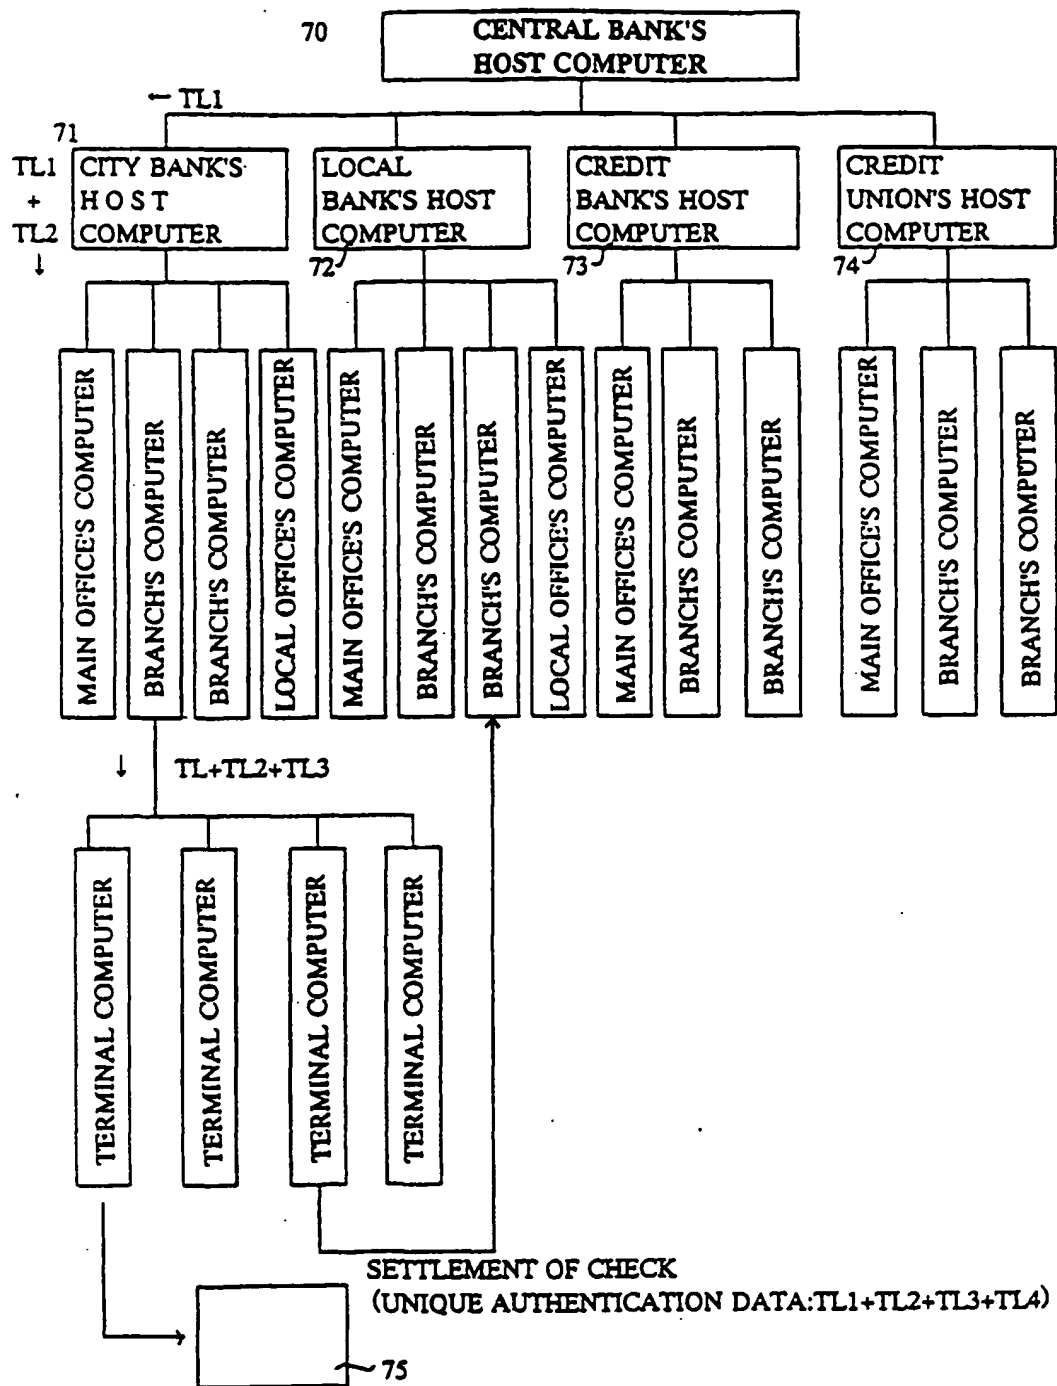 70
CENTRAL BANK'S
HOST COMPUTER
← TL1
71
TL1
+
TL2
↓
CITY BANK'S
HOST
COMPUTER
LOCAL
BANK'S HOST
COMPUTER
72
CREDIT
BANK'S HOST
COMPUTER
73
CREDIT
UNION'S HOST
COMPUTER
74
MAIN OFFICE'S COMPUTER
BRANCH'S COMPUTER
BRANCH'S COMPUTER
LOCAL OFFICE'S COMPUTER
MAIN OFFICE'S COMPUTER
BRANCH'S COMPUTER
BRANCH'S COMPUTER
LOCAL OFFICE'S COMPUTER
MAIN OFFICE'S COMPUTER
BRANCH'S COMPUTER
BRANCH'S COMPUTER
MAIN OFFICE'S COMPUTER
BRANCH'S COMPUTER
BRANCH'S COMPUTER
↓ TL+TL2+TL3
TERMINAL COMPUTER
TERMINAL COMPUTER
TERMINAL COMPUTER
TERMINAL COMPUTER
SETTLEMENT OF CHECK
(UNIQUE AUTHENTICATION DATA:TL1+TL2+TL3+TL4)
75